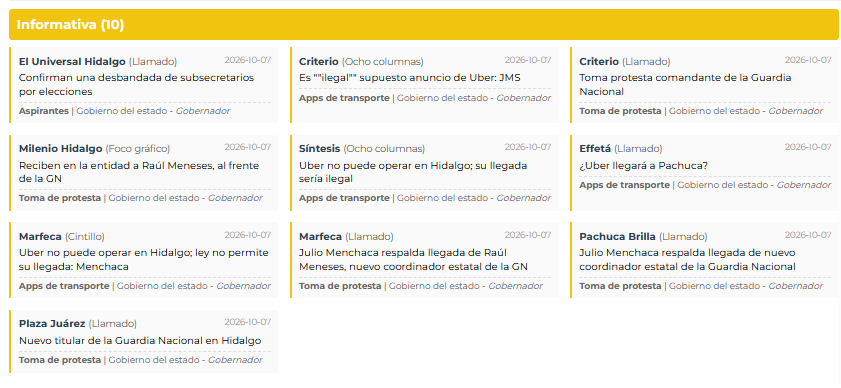 Informativa (10)
El Universal Hidalgo (Llamado) 2026-10-07
Confirman una desbandada de subsecretarios
por elecciones
Aspirantes | Gobierno del estado - Gobernador
Criterio (Ocho columnas) 2026-10-07
Es ""ilegal"" supuesto anuncio de Uber: JMS
Apps de transporte | Gobierno del estado - Gobernador
Criterio (Llamado) 2026-10-07
Toma protesta comandante de la Guardia
Nacional
Toma de protesta | Gobierno del estado - Gobernador
Milenio Hidalgo (Foco gráfico) 2026-10-07
Reciben en la entidad a Raúl Meneses, al frente
de la GN
Toma de protesta | Gobierno del estado - Gobernador
Síntesis (Ocho columnas) 2026-10-07
Uber no puede operar en Hidalgo; su llegada
sería ilegal
Apps de transporte | Gobierno del estado - Gobernador
Effetá (Llamado) 2026-10-07
¿Uber llegará a Pachuca?
Apps de transporte | Gobierno del estado - Gobernador
Marfeca (Cintillo) 2026-10-07
Uber no puede operar en Hidalgo; ley no permite
su llegada: Menchaca
Apps de transporte | Gobierno del estado - Gobernador
Marfeca (Llamado) 2026-10-07
Julio Menchaca respalda llegada de Raúl
Meneses, nuevo coordinador estatal de la GN
Toma de protesta | Gobierno del estado - Gobernador
Pachuca Brilla (Llamado) 2026-10-07
Julio Menchaca respalda llegada de nuevo
coordinador estatal de la Guardia Nacional
Toma de protesta | Gobierno del estado - Gobernador
Plaza Juárez (Llamado) 2026-10-07
Nuevo titular de la Guardia Nacional en Hidalgo
Toma de protesta | Gobierno del estado - Gobernador